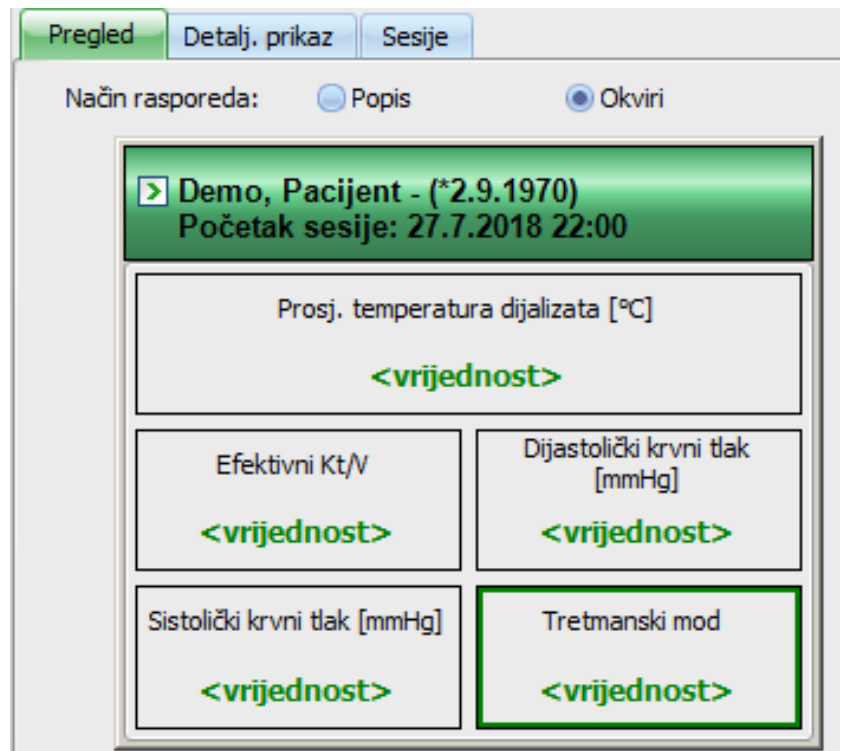 Pregled Detalj. prikaz Sesije
Način rasporeda: Popis Okviri
Demo, Pacijent - (*2.9.1970)
Početak sesije: 27.7.2018 22:00
Prosj. temperatura dijalizata [°C]
<vrijednost>
Efektivni Kt/V
<vrijednost>
Dijastolički krvni tlak
[mmHg]
<vrijednost>
Sistolički krvni tlak [mmHg]
<vrijednost>
Tretmanski mod
<vrijednost>